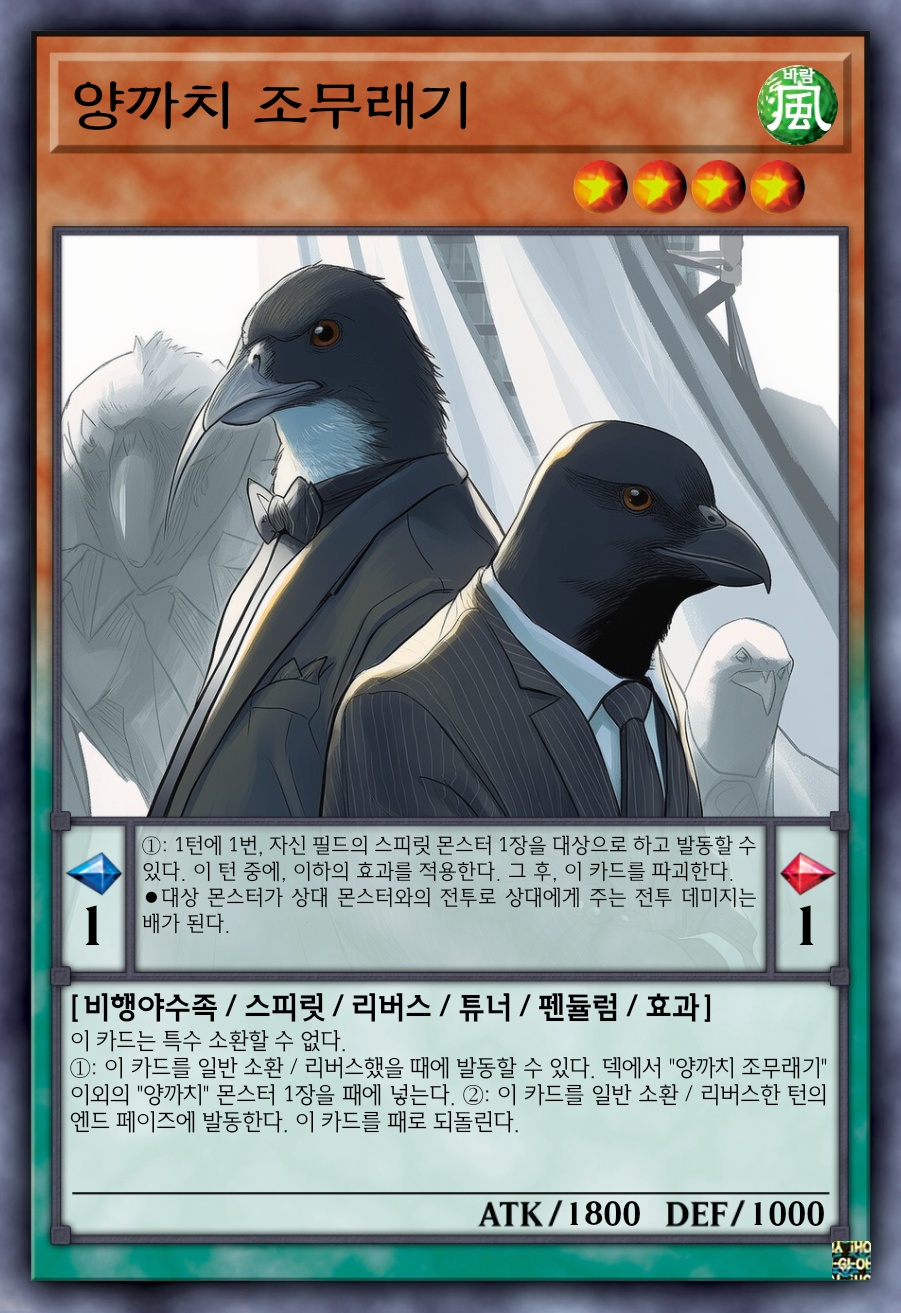 양까치 조무래기
바람
風
①: 1턴에 1번, 자신 필드의 스피릿 몬스터 1장을 대상으로 하고 발동할 수
있다. 이 턴 중에, 이하의 효과를 적용한다. 그 후, 이 카드를 파괴한다.
●대상 몬스터가 상대 몬스터와의 전투로 상대에게 주는 전투 데미지는
배가 된다.
1
1
[비행야수족 / 스피릿 / 리버스 / 튜너 / 펜듈럼 / 효과]
이 카드는 특수 소환할 수 없다.
①: 이 카드를 일반 소환 / 리버스했을 때에 발동할 수 있다. 덱에서 "양까치 조무래기"
이외의 "양까치" 몬스터 1장을 패에 넣는다. ②: 이 카드를 일반 소환 / 리버스한 턴의
엔드 페이즈에 발동한다. 이 카드를 패로 되돌린다.
ATK/1800 DEF/1000